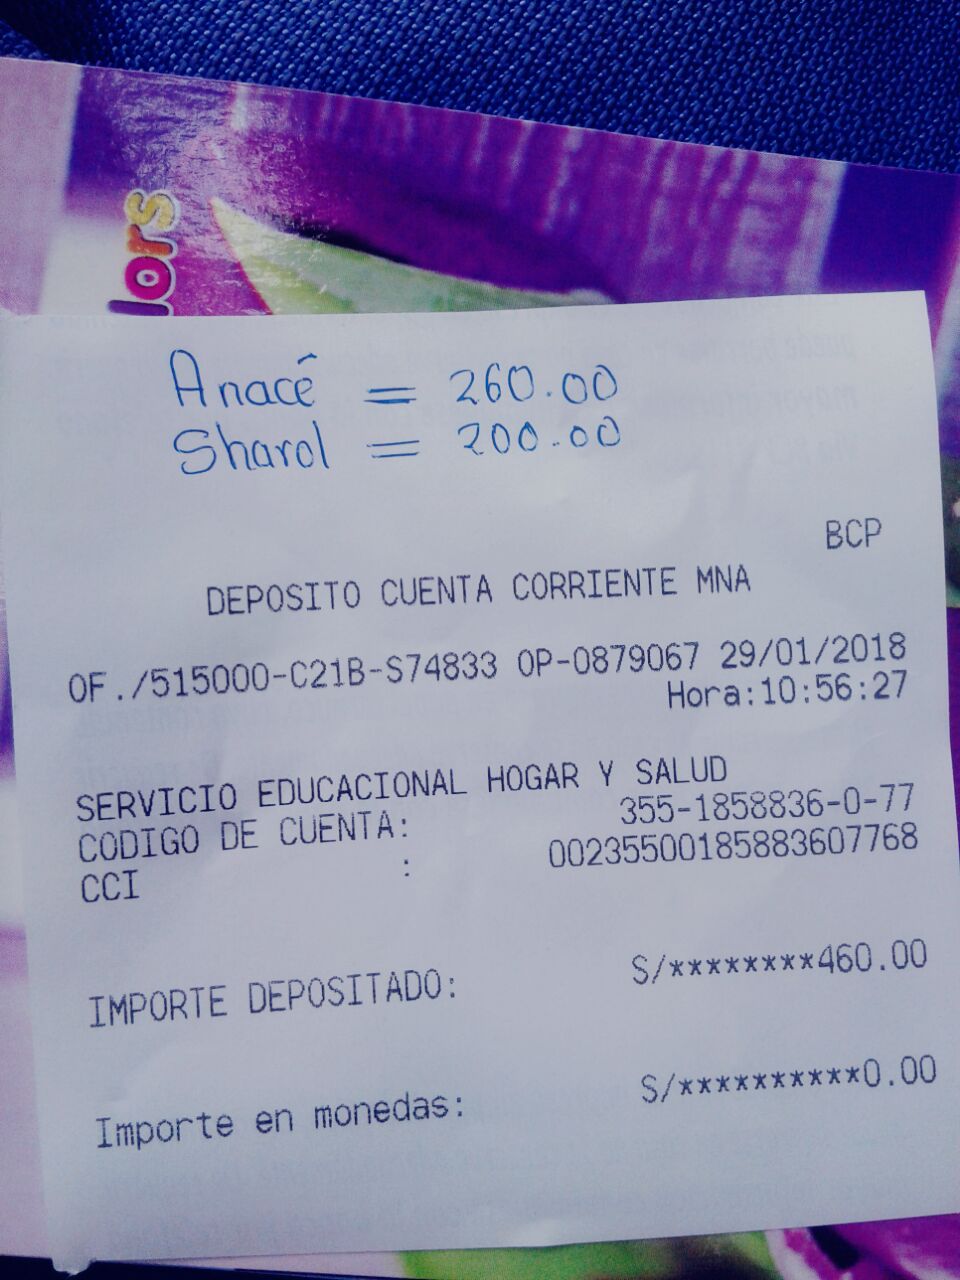 lors
Anacê = 260.00
Sharol = 200.00
BCP
DEPOSITO CUENTA CORRIENTE MNA
OF./515000-C21B-S74833 OP-0879067 29/01/2018
Hora:10:56:27
SERVICIO EDUCACIONAL HOGAR Y SALUD
CODIGO DE CUENTA: 355-1858836-0-77
CCI : 00235500185883607768
IMPORTE DEPOSITADO: S/********460.00
Importe en monedas: S/**********0.00